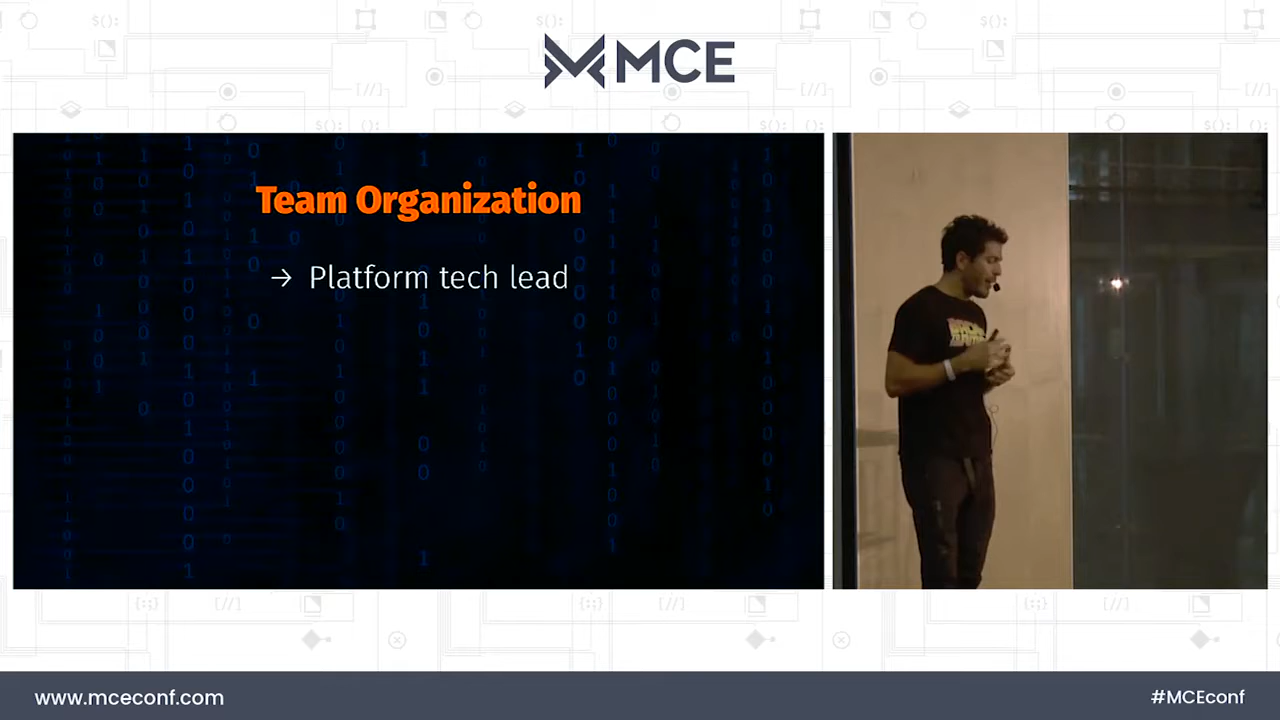 MCE
Team Organization
→ Platform tech lead
www.mceconf.com
#MCEconf